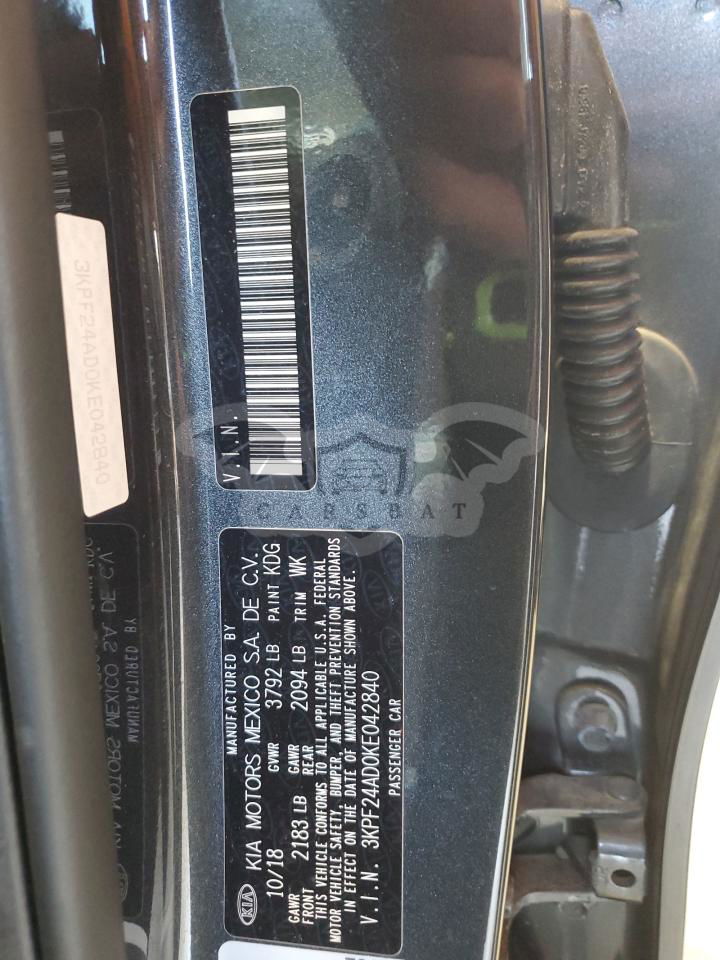 V.I.N.
KIA
MANUFACTURED BY
KIA MOTORS MEXICO S.A. DE C.V.
10/18 GVWR 3792 LB PAINT KDG
GAWR FRONT 2183 LB GAWR REAR 2094 LB TRIM WK
THIS VEHICLE CONFORMS TO ALL APPLICABLE U.S.A. FEDERAL
MOTOR VEHICLE SAFETY, BUMPER, AND THEFT PREVENTION STANDARDS
IN EFFECT ON THE DATE OF MANUFACTURE SHOWN ABOVE.
V.I.N. 3KPF24AD0KE042840
PASSENGER CAR
3KPF24AD0KE042840
CARSBAT